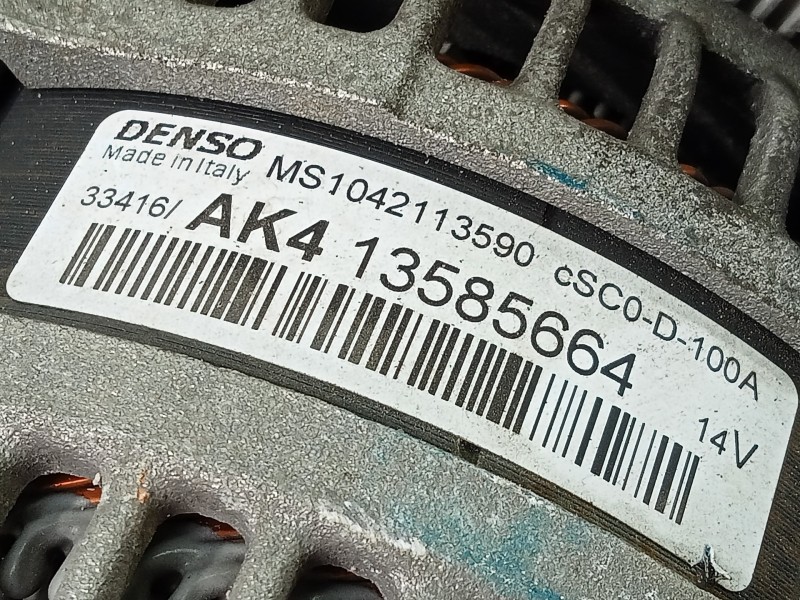 DENSO
Made in Italy MS1042113590 cSC0-D-100A
33416/ AK4 13585664 14V